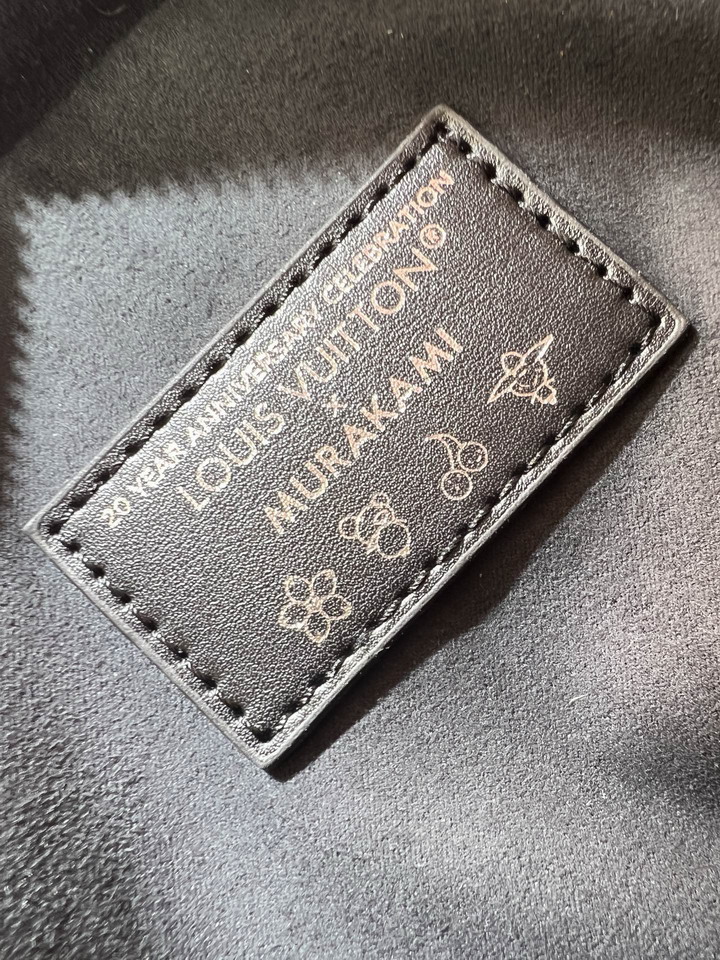 20 YEAR ANNIVERSARY CELEBRATION
LOUIS VUITTON®
×
MURAKAMI